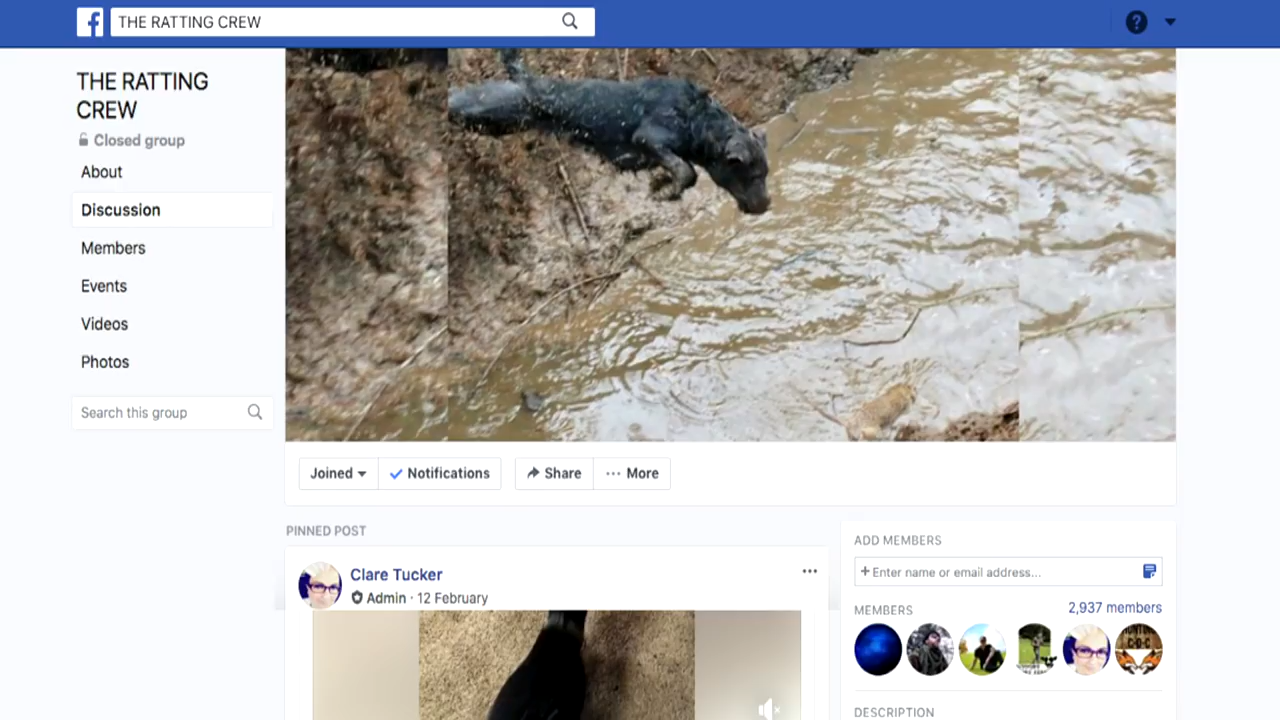 THE RATTING CREW
THE RATTING
CREW
Closed group
About
Discussion
Members
Events
Videos
Photos
Search this group
Joined
Notifications
Share
More
PINNED POST
Clare Tucker
Admin · 12 February
ADD MEMBERS
+ Enter name or email address...
MEMBERS
2,937 members
DESCRIPTION